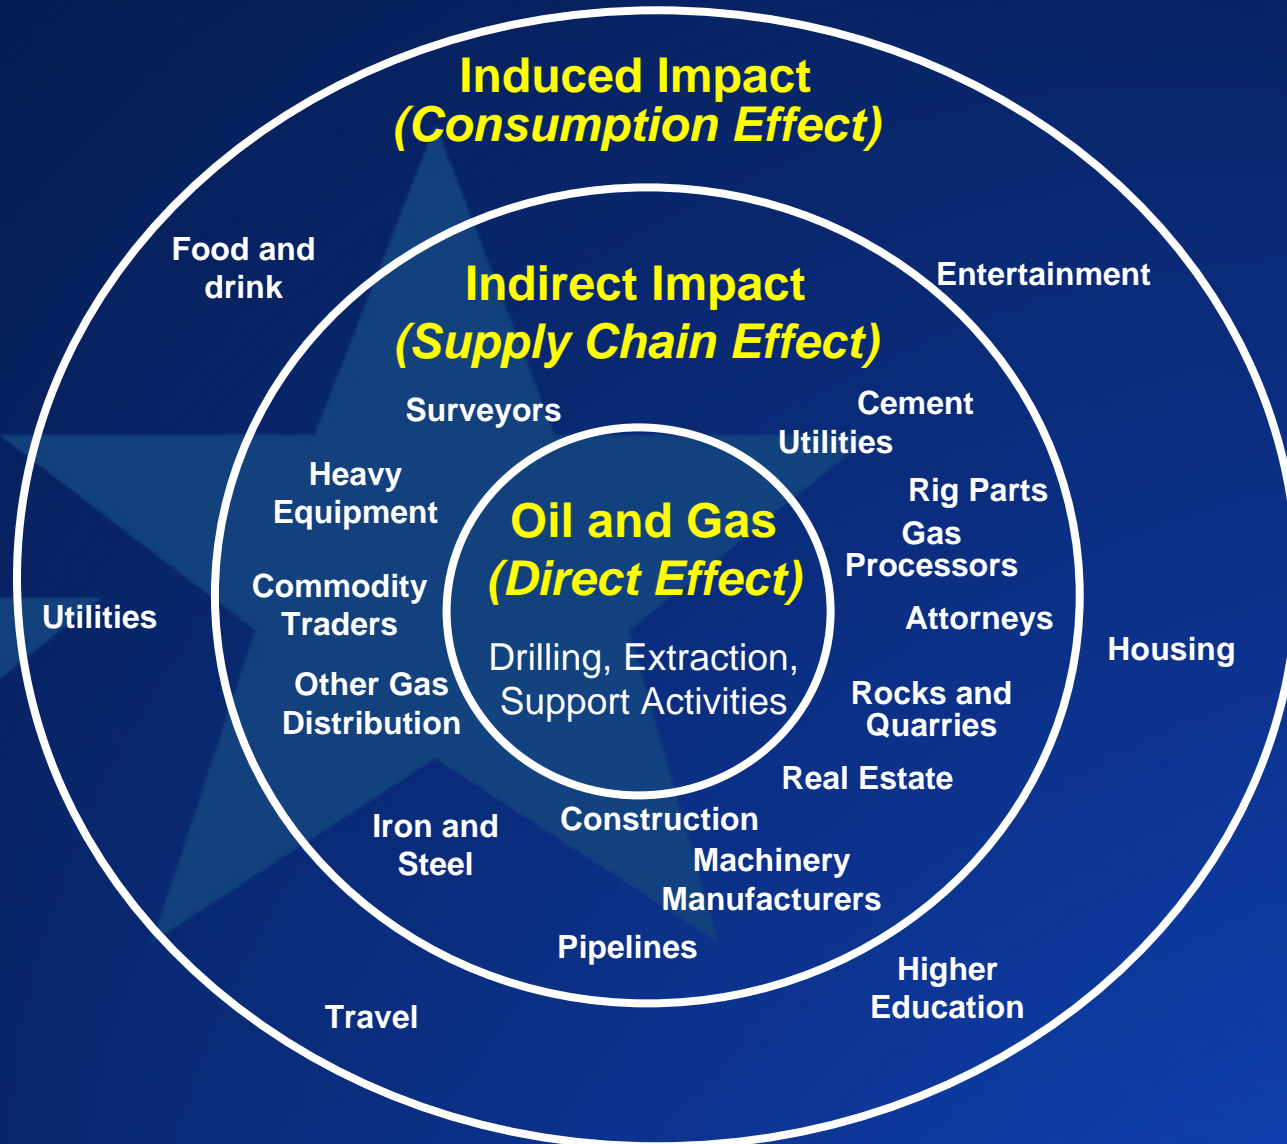 Induced Impact
(Consumption Effect)
Food and
drink
Entertainment
Indirect Impact
(Supply Chain Effect)
Surveyors
Cement
Utilities
Heavy
Equipment
Rig Parts
Gas
Processors
Oil and Gas
(Direct Effect)
Drilling, Extraction,
Support Activities
Commodity
Traders
Attorneys
Utilities
Housing
Other Gas
Distribution
Rocks and
Quarries
Real Estate
Iron and
Steel
Construction
Machinery
Manufacturers
Pipelines
Higher
Education
Travel